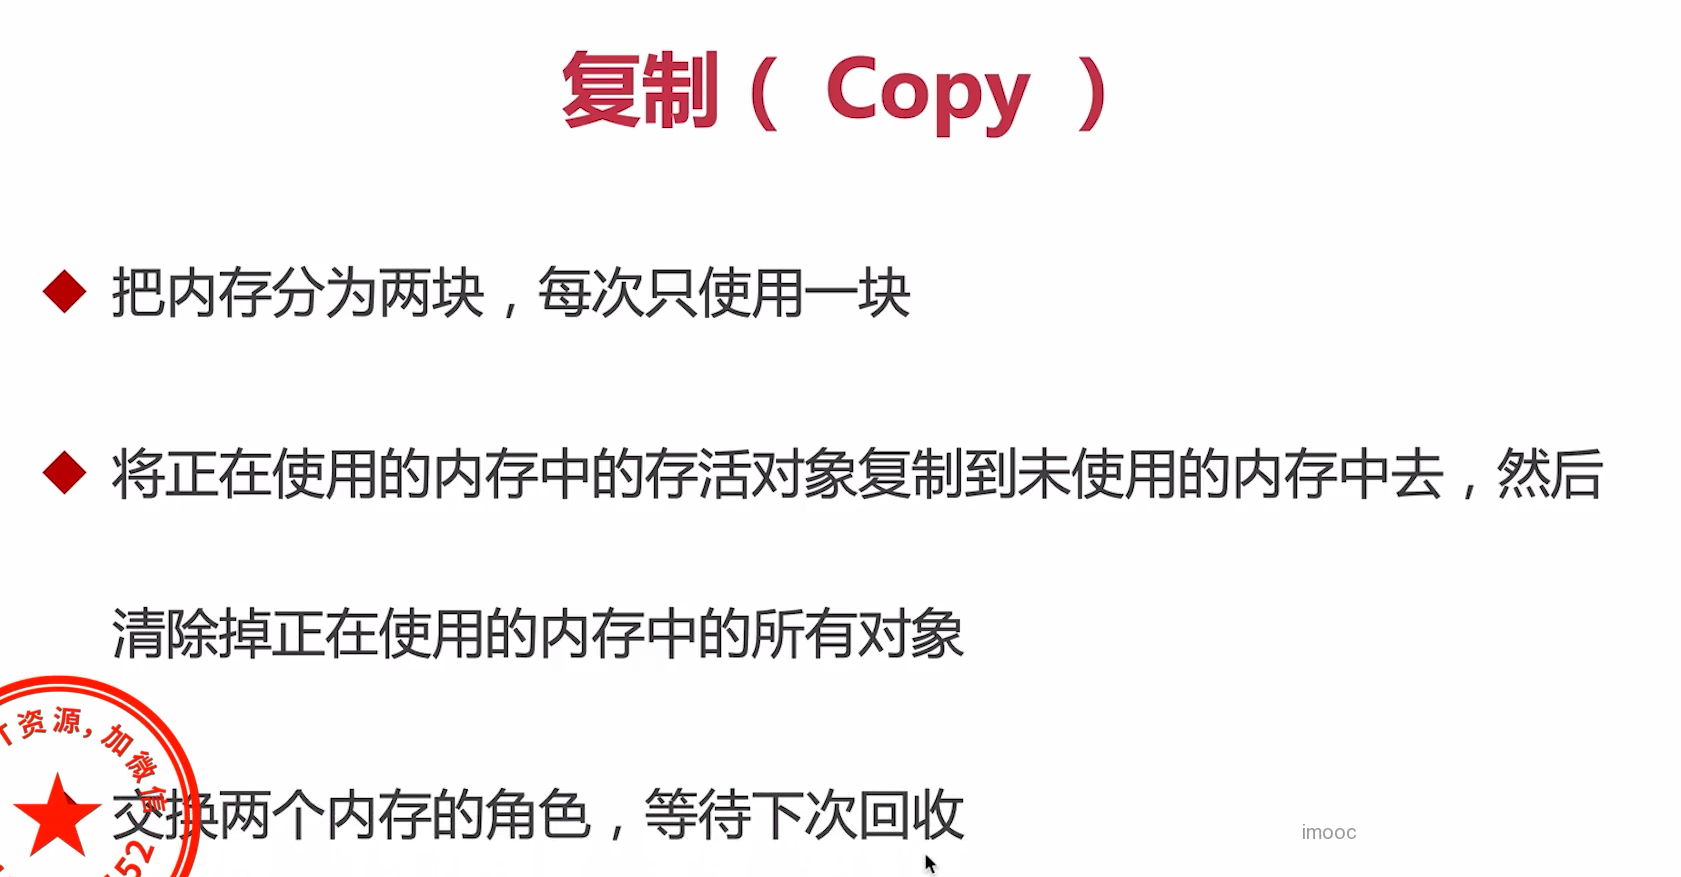 复制（ Copy ）
把内存分为两块，每次只使用一块
将正在使用的内存中的存活对象复制到未使用的内存中去，然后
清除掉正在使用的内存中的所有对象
交换两个内存的角色，等待下次回收
资源，加微信
52
imooc